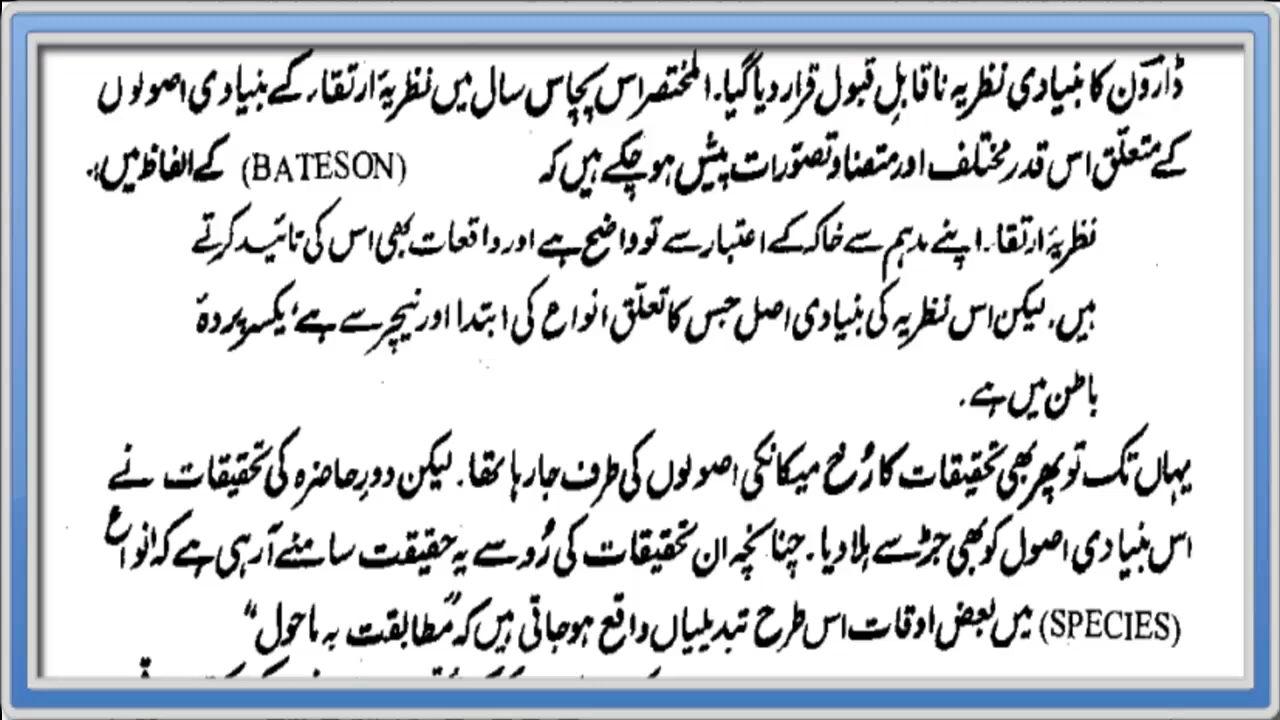 ڈارون کا بنیادی نظریہ ناقابلِ قبول قرار دیا گیا۔ المختصر اس پچاس سال میں نظریۂ ارتقاء کے بنیادی اصولوں
کے متعلق اس قدر مختلف اور متضاد تصوّرات پیش ہو چکے ہیں کہ (BATESON) کے الفاظ میں،
نظریۂ ارتقاء اپنے مدہم سے خاکہ کے اعتبار سے تو واضح ہے اور واقعات بھی اس کی تائید کرتے
ہیں، لیکن اس نظریہ کی بنیادی اصل جس کا تعلق انواع کی ابتدا اور نیچر سے ہے، یکسر پردۂ
باطن میں ہے۔
یہاں تک تو پھر بھی تحقیقات کا رُخ میکانکی اصولوں کی طرف جا رہا تھا۔ لیکن دورِ حاضرہ کی تحقیقات نے
اس بنیادی اصول کو بھی جڑ سے ہلا دیا۔ چنانچہ ان تحقیقات کی رُو سے یہ حقیقت سامنے آ رہی ہے کہ انواع
(SPECIES) میں بعض اوقات اس طرح تبدیلیاں واقع ہو جاتی ہیں کہ "مطابقت بہ ماحول"